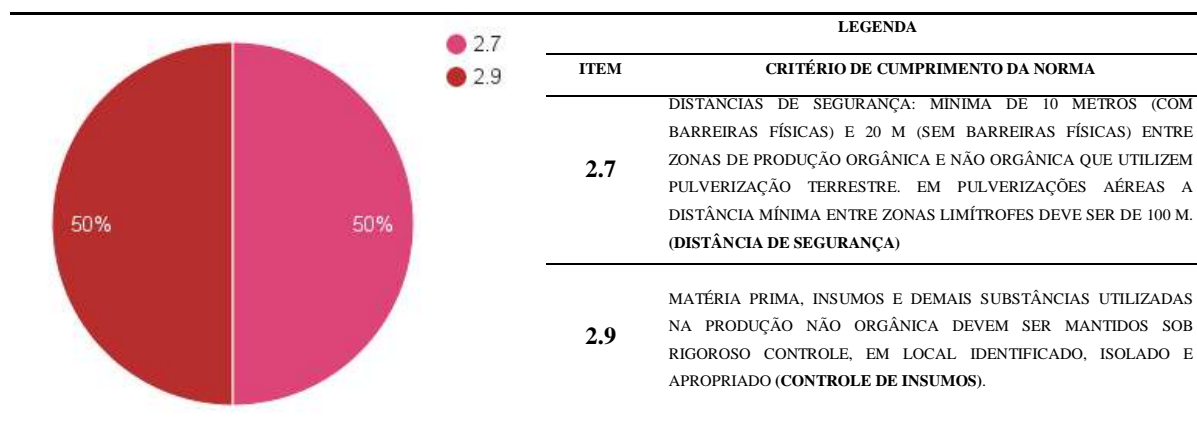 2.7
2.9
50%
50%
LEGENDA
ITEM CRITÉRIO DE CUMPRIMENTO DA NORMA
2.7
DISTANCIAS DE SEGURANÇA: MINIMA DE 10 METROS (COM
BARREIRAS FÍSICAS) E 20 M (SEM BARREIRAS FÍSICAS) ENTRE
ZONAS DE PRODUÇÃO ORGÂNICA E NÃO ORGÂNICA QUE UTILIZEM
PULVERIZAÇÃO TERRESTRE. EM PULVERIZAÇÕES AÉREAS A
DISTÂNCIA MÍNIMA ENTRE ZONAS LIMÍTROFES DEVE SER DE 100 M.
(DISTÂNCIA DE SEGURANÇA)
2.9
MATÉRIA PRIMA, INSUMOS E DEMAIS SUBSTÂNCIAS UTILIZADAS
NA PRODUÇÃO NÃO ORGÂNICA DEVEM SER MANTIDOS SOB
RIGOROSO CONTROLE, EM LOCAL IDENTIFICADO, ISOLADO E
APROPRIADO (CONTROLE DE INSUMOS).